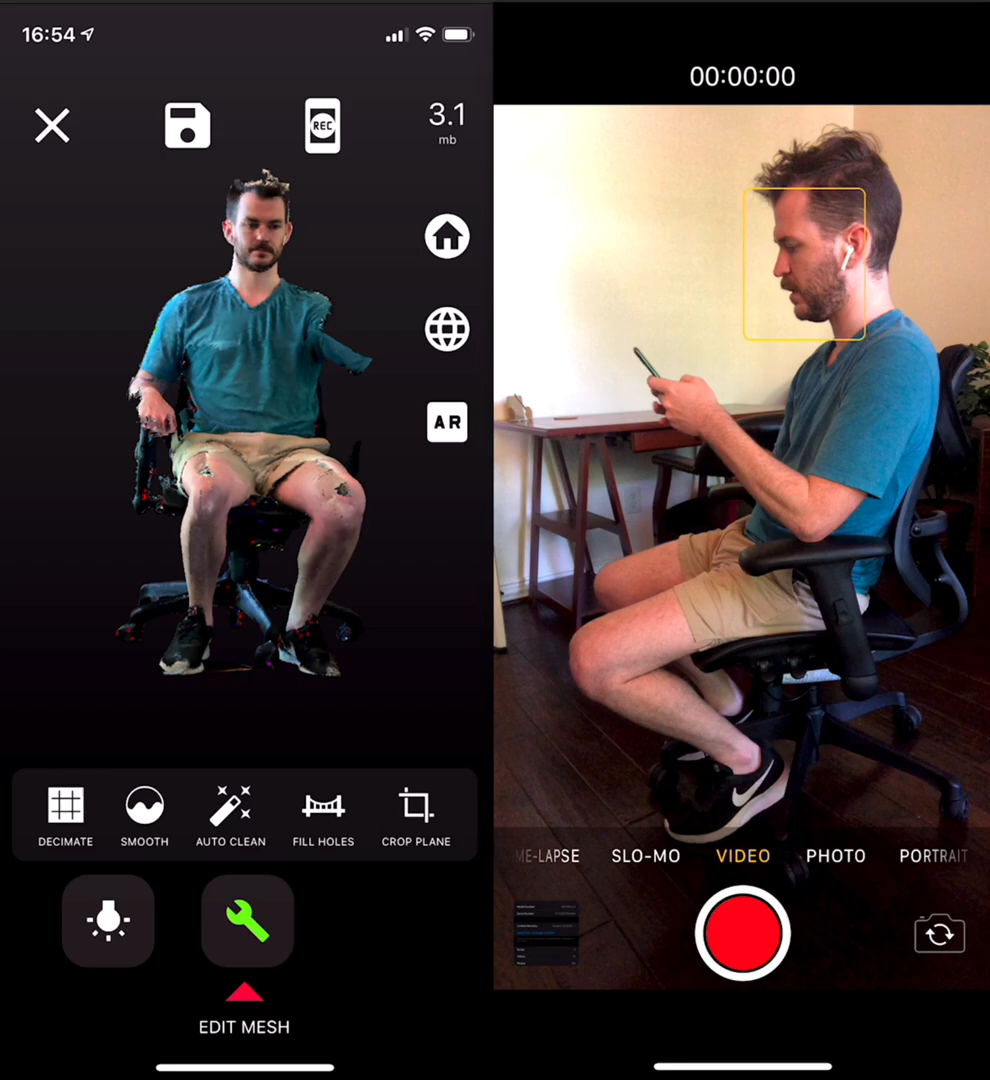 16:54
REC
3.1
mb
AR
DECIMATE
SMOOTH
AUTO CLEAN
FILL HOLES
CROP PLANE
EDIT MESH
00:00:00
ME-LAPSE
SLO-MO
VIDEO
PHOTO
PORTRAIT